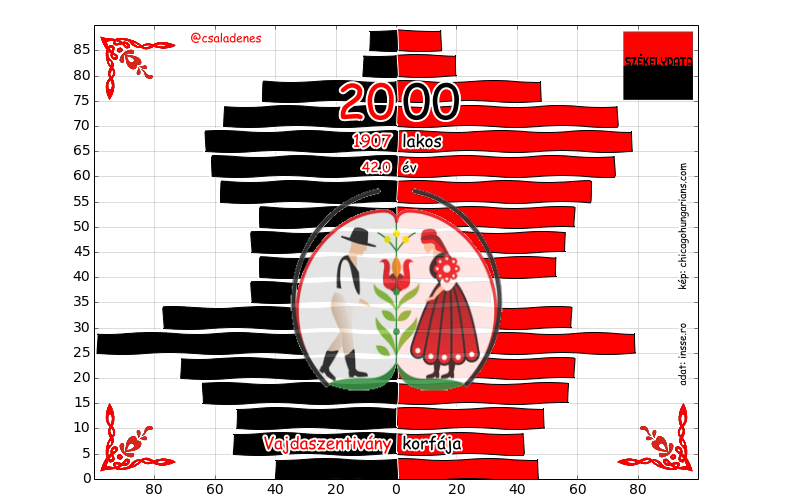 @csaladenes
SZÉKELYDATA
2000
1907 lakos
42.0 év
kép: chicagohungarians.com
adat: insse.ro
Vajdaszentivány korfája
85
80
75
70
65
60
55
50
45
40
35
30
25
20
15
10
5
0
80 60 40 20 0 20 40 60 80